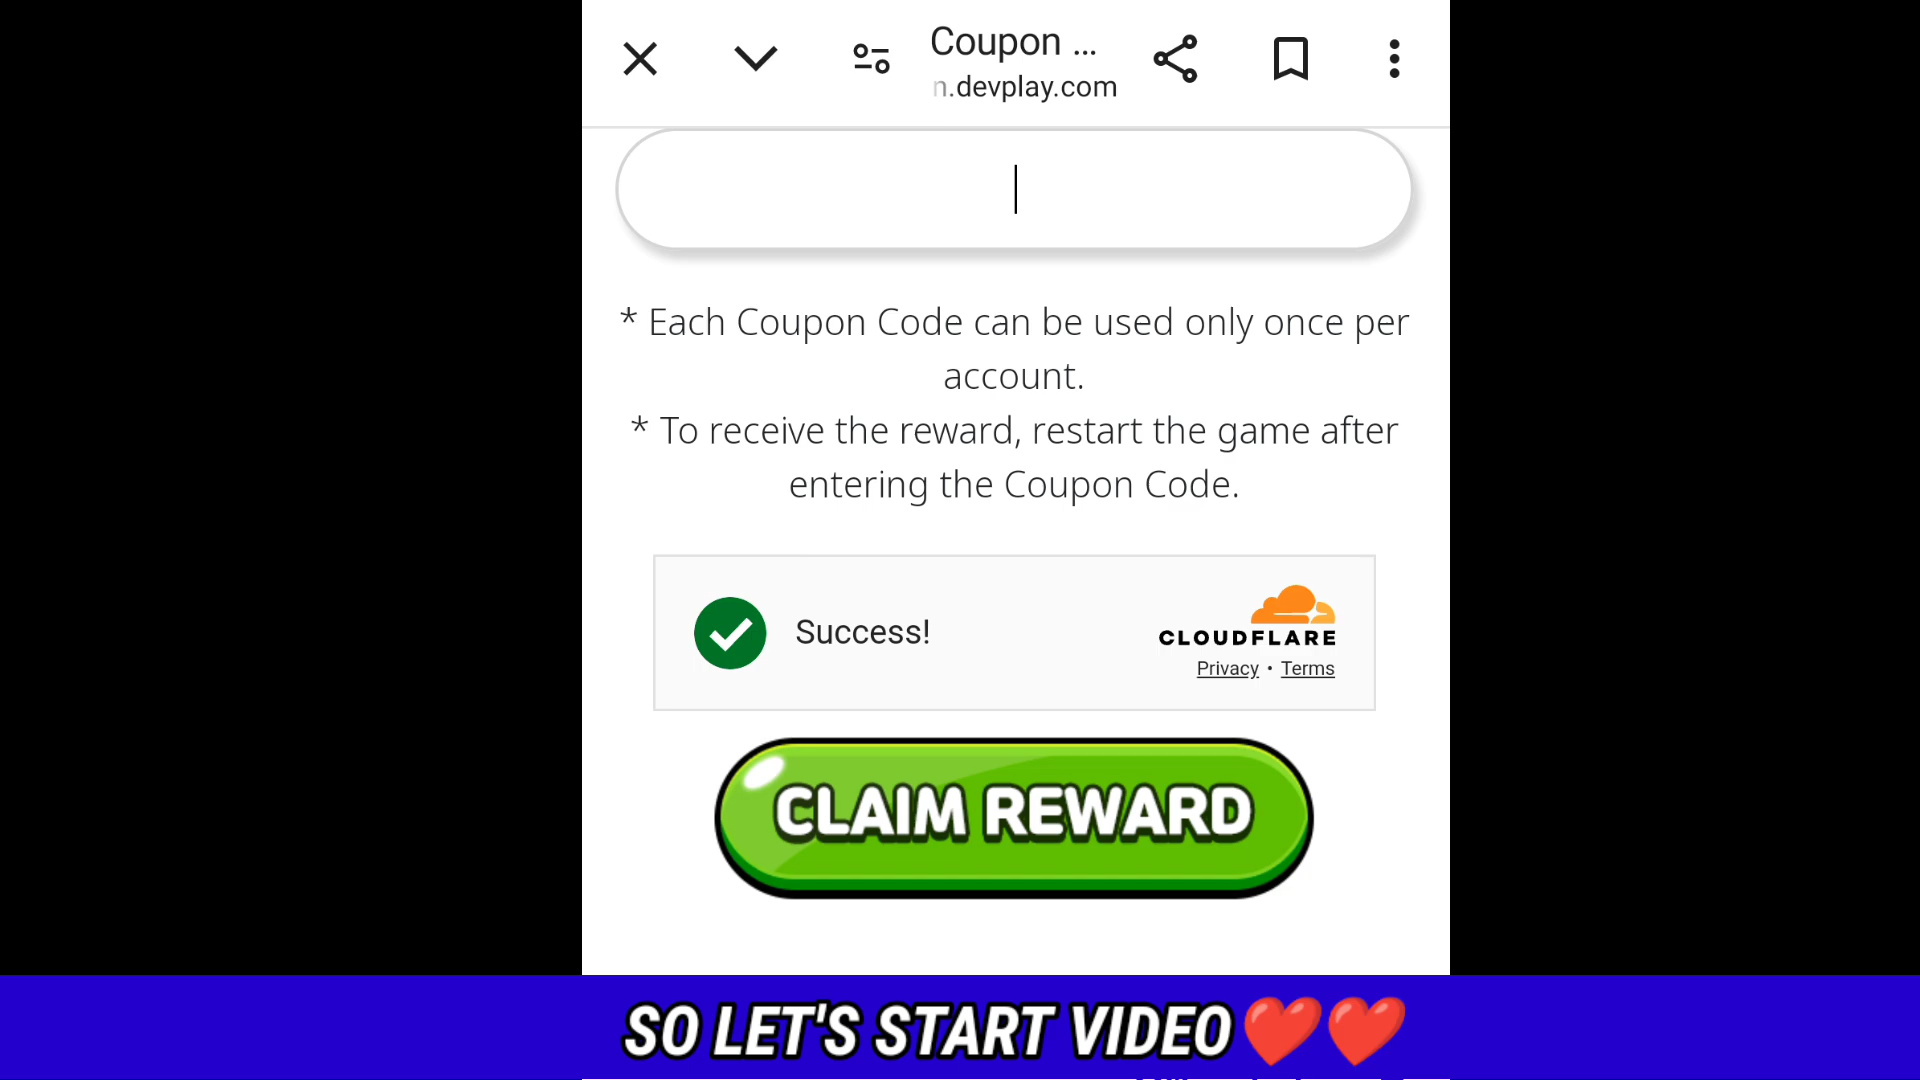 Coupon ...
n.devplay.com
* Each Coupon Code can be used only once per
account.
* To receive the reward, restart the game after
entering the Coupon Code.
Success!
CLOUDFLARE
Privacy • Terms
CLAIM REWARD
SO LET'S START VIDEO❤️❤️